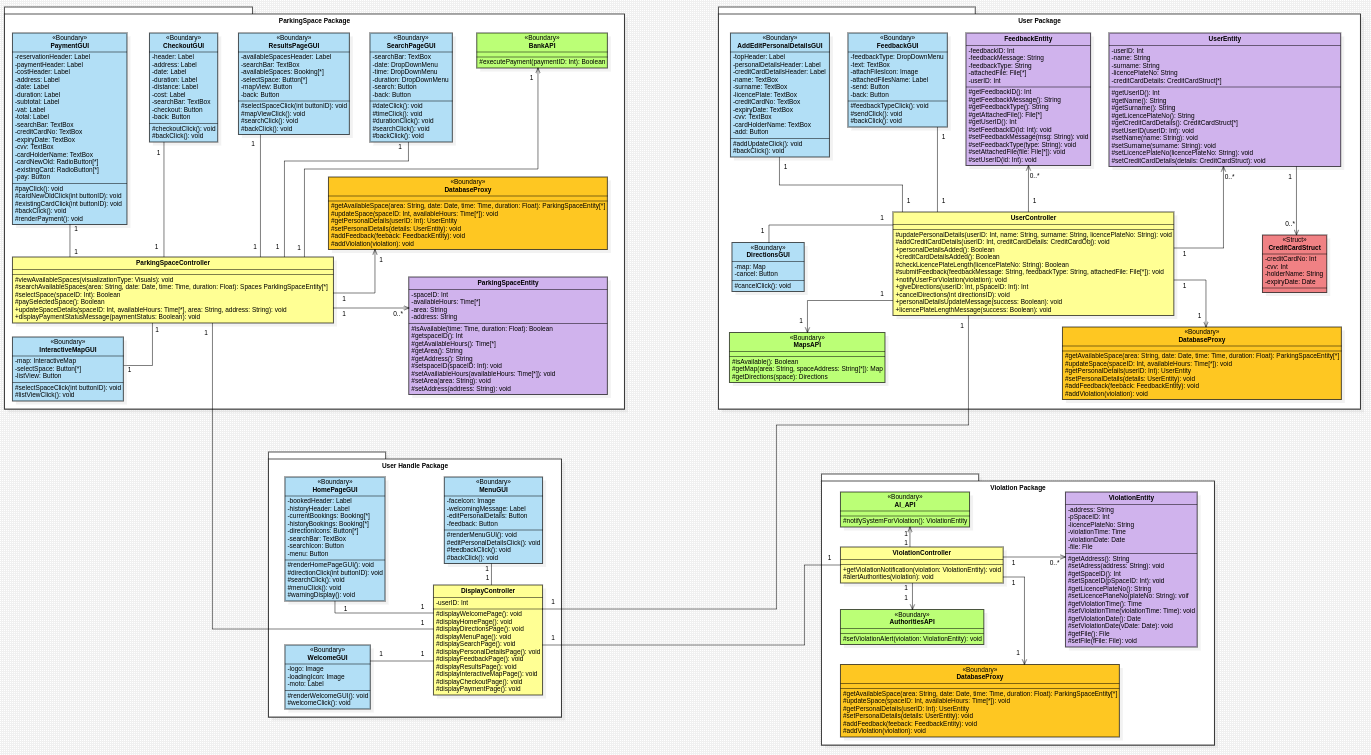 ParkingSpace Package
«Boundary»
PaymentGUI
-reservationHeader: Label
-paymentHeader: Label
-costHeader: Label
-address: Label
-date: Label
-duration: Label
-subtotal: Label
-vat: Label
-total: Label
-searchBar: TextBox
-creditCardNo: TextBox
-expiryDate: TextBox
-cvv: TextBox
-cardHolderName: TextBox
-cardNewOld: RadioButton[*]
-existingCard: RadioButton[*]
-pay: Button
#payClick(): void
#cardNewOldClick(int buttonID): void
#existingCardClick(int buttonID): void
#backClick(): void
#renderPayment(): void
«Boundary»
CheckoutGUI
-header: Label
-address: Label
-date: Label
-duration: Label
-distance: Label
-cost: Label
-searchBar: TextBox
-checkout: Button
-back: Button
#checkoutClick(): void
#backClick(): void
«Boundary»
ResultsPageGUI
-availableSpacesHeader: Label
-searchBar: TextBox
-availableSpaces: Booking[*]
-selectSpace: Button[*]
-mapView: Button
-back: Button
#selectSpaceClick(int buttonID): void
#mapViewClick(): void
#searchClick(): void
#backClick(): void
«Boundary»
SearchPageGUI
-searchBar: TextBox
-date: DropDownMenu
-time: DropDownMenu
-duration: DropDownMenu
-search: Button
-back: Button
#dateClick(): void
#timeClick(): void
#durationClick(): void
#searchClick(): void
#backClick(): void
«Boundary»
BankAPI
#executePayment(paymentID: Int): Boolean
1
1
1
1
1
«Boundary»
DatabaseProxy
#getAvailableSpace(area: String, date: Date, time: Time, duration: Float): ParkingSpaceEntity[*]
#updateSpace(spaceID: Int, availableHours: Time[*]): void
#getPersonalDetails(userID: Int): UserEntity
#setPersonalDetails(details: UserEntity): void
#addFeedback(feeback: FeedbackEntity): void
#addViolation(violation): void
1
1
1
1
1
1
ParkingSpaceController
#viewAvailableSpaces(visualizationType: Visuals): void
#searchAvailableSpaces(area: String, date: Date, time: Time, duration: Float): Spaces ParkingSpaceEntity[*]
#selectSpace(spaceID: Int): Boolean
#paySelectedSpace(): Boolean
+updateSpaceDetails(spaceID: Int, availableHours: Time[*], area: String, address: String): void
+displayPaymentStatusMessage(paymentStatus: Boolean): void
1
1
0..*
1
1
ParkingSpaceEntity
-spaceID: Int
-availableHours: Time[*]
-area: String
-address: String
#isAvailable(time: Time, duration: Float): Boolean
#getspaceID(): Int
#getAvailableHours(): Time[*]
#getArea(): String
#getAddress(): String
#setspaceID(spaceID: Int): void
#setAvailableHours(availableHours: Time[*]): void
#setArea(area: String): void
#setAddress(address: String): void
InteractiveMapGUI
-map: InteractiveMap
-selectSpace: Button[*]
-listView: Button
#selectSpaceClick(int buttonID): void
#listViewClick(): void
1
User Package
«Boundary»
AddEditPersonalDetailsGUI
-topHeader: Label
-personalDetailsHeader: Label
-creditCardDetailsHeader: Label
-name: TextBox
-surname: TextBox
-licencePlate: TextBox
-creditCardNo: TextBox
-expiryDate: TextBox
-cvv: TextBox
-cardHolderName: TextBox
-add: Button
#addUpdateClick(): void
#backClick(): void
«Boundary»
FeedbackGUI
-feedbackType: DropDownMenu
-text: TextBox
-attachFilesIcon: Image
-attachedFilesName: Label
-send: Button
-back: Button
#feedbackTypeClick(): void
#sendClick(): void
#backClick(): void
FeedbackEntity
-feedbackID: Int
-feedbackMessage: String
-feedbackType: String
-attachedFile: File[*]
-userID: Int
#getFeedbackID(): Int
#getFeedbackMessage(): String
#getFeedbackType(): String
#getAttachedFile(): File[*]
#getUserID(): Int
#setFeedbackID(id: Int): void
#setFeedbackMessage(msg: String): void
#setFeedbackType(type: String): void
#setAttachedFile(file: File[*]): void
#setUserID(id: Int): void
UserEntity
-userID: Int
-name: String
-surname: String
-licencePlateNo: String
-creditCardDetails: CreditCardStruct[*]
#getUserID(): Int
#getName(): String
#getSurname(): String
#getLicencePlateNo(): String
#getCreditCardDetails(): CreditCardStruct[*]
#setUserID(userID: Int): void
#setName(name: String): void
#setSurname(surname: String): void
#setLicencePlateNo(licencePlateNo: String): void
#setCreditCardDetails(details: CreditCardStruct): void
1
1
0..*
0..*
1
1
1
1
1
0..*
«Struct»
CreditCardStruct
-creditCardNo: Int
-cvv: Int
-holderName: String
-expiryDate: Date
1
UserController
#updatePersonalDetails(userID: Int, name: String, surname: String, licencePlateNo: String): void
#addCreditCardDetails(userID: Int, creditCardDetails: CreditCardObj): void
+personalDetailsAdded(): Boolean
+creditCardDetailsAdded(): Boolean
#checkLicencePlateLength(licencePlateNo: String): Boolean
#submitFeedback(feedbackMessage: String, feedbackType: String, attachedFile: File[*]): void
+notifyUserForViolation(violation): void
+giveDirections(userID: Int, pSpaceID: Int): void
+cancelDirections(int directionsID): void
+personalDetailsUpdateMessage(success: Boolean): void
+licencePlateLengthMessage(success: Boolean): void
«Boundary»
DirectionsGUI
-map: Map
-cancel: Button
#cancelClick(): void
1
1
1
1
1
1
«Boundary»
MapsAPI
#isAvailable(): Boolean
#getMap(area: String, spaceAddress: String[*]): Map
#getDirections(space): Directions
«Boundary»
DatabaseProxy
#getAvailableSpace(area: String, date: Date, time: Time, duration: Float): ParkingSpaceEntity[*]
#updateSpace(spaceID: Int, availableHours: Time[*]): void
#getPersonalDetails(userID: Int): UserEntity
#setPersonalDetails(details: UserEntity): void
#addFeedback(feeback: FeedbackEntity): void
#addViolation(violation): void
User Handle Package
«Boundary»
HomePageGUI
-bookedHeader: Label
-historyHeader: Label
-currentBookings: Booking[*]
-historyBookings: Booking[*]
-directionIcons: Button[*]
-searchBar: TextBox
-searchIcon: Button
-menu: Button
#renderHomePageGUI(): void
#directionClick(int buttonID): void
#searchClick(): void
#menuClick(): void
#warningDisplay(): void
«Boundary»
MenuGUI
-faceIcon: Image
-welcomingMessage: Label
-editPersonalDetails: Button
-feedback: Button
#renderMenuGUI(): void
#editPersonalDetailsClick(): void
#feedbackClick(): void
#backClick(): void
1
1
DisplayController
-userID: Int
#displayWelcomePage(): void
#displayHomePage(): void
#displayDirectionsPage(): void
#displayMenuPage(): void
#displaySearchPage(): void
#displayPersonalDetailsPage(): void
#displayFeedbackPage(): void
#displayResultsPage(): void
#displayInteractiveMapPage(): void
#displayCheckoutPage(): void
#displayPaymentPage(): void
1
1
1
1
1
1
1
«Boundary»
WelcomeGUI
-logo: Image
-loadingIcon: Image
-moto: Label
#renderWelcomeGUI(): void
#welcomeClick(): void
Violation Package
«Boundary»
AI_API
#notifySystemForViolation(): ViolationEntity
1
1
ViolationController
+getViolationNotification(violation: ViolationEntity): void
#alertAuthorities(violation): void
1
1
0..*
1
1
1
1
«Boundary»
AuthoritiesAPI
#setViolationAlert(violation: ViolationEntity): void
ViolationEntity
-address: String
-pSpaceID: Int
-licencePlateNo: String
-violationTime: Time
-violationDate: Date
-file: File
#getAddress(): String
#setAdress(address: String): void
#getSpaceID(): Int
#setSpaceID(pSpaceID: Int): void
#getLicencePlateNo(): String
#setLicencePlaneNo(plateNo: String): voif
#getViolationTime(): Time
#setViolationTime(violationTime: Time): void
#getViolationDate(): Date
#setViolationDate(vDate: Date): void
#getFile(): File
#setFile(fFile: File): void
«Boundary»
DatabaseProxy
#getAvailableSpace(area: String, date: Date, time: Time, duration: Float): ParkingSpaceEntity[*]
#updateSpace(spaceID: Int, availableHours: Time[*]): void
#getPersonalDetails(userID: Int): UserEntity
#setPersonalDetails(details: UserEntity): void
#addFeedback(feeback: FeedbackEntity): void
#addViolation(violation): void